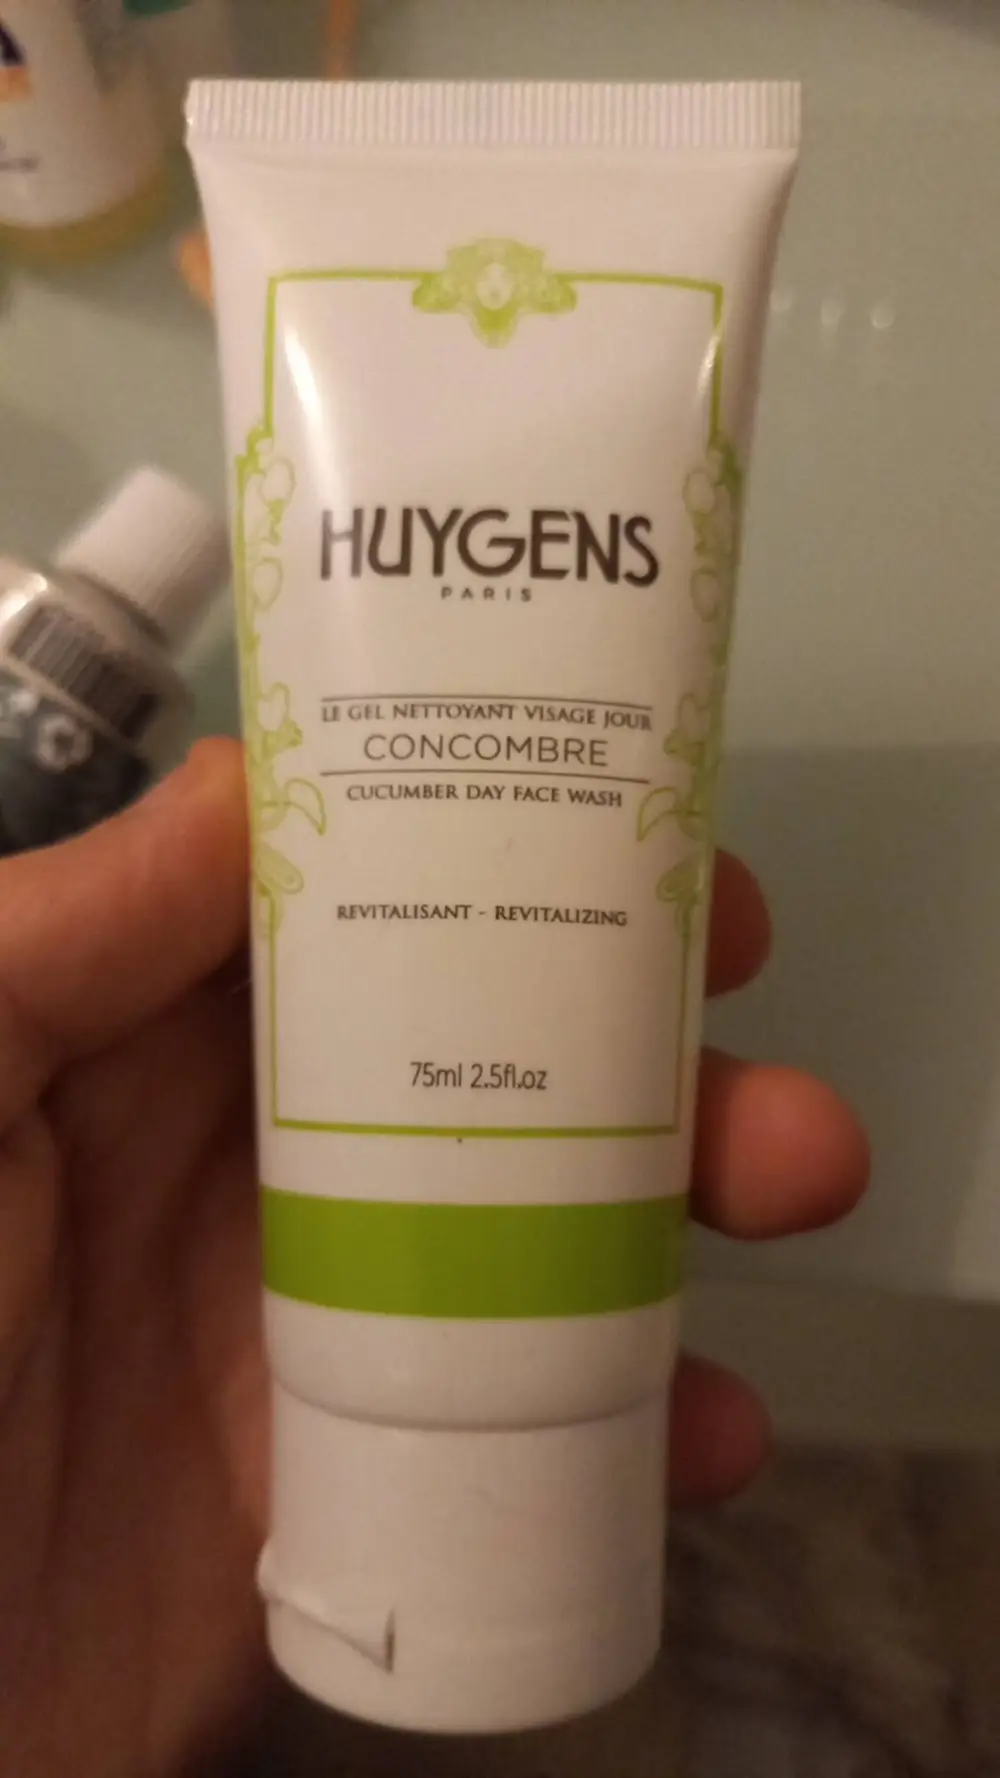 HUYGENS
PARIS
LE GEL NETTOYANT VISAGE JOUR
CONCOMBRE
CUCUMBER DAY FACE WASH
REVITALISANT - REVITALIZING
75ml 2.5fl.oz